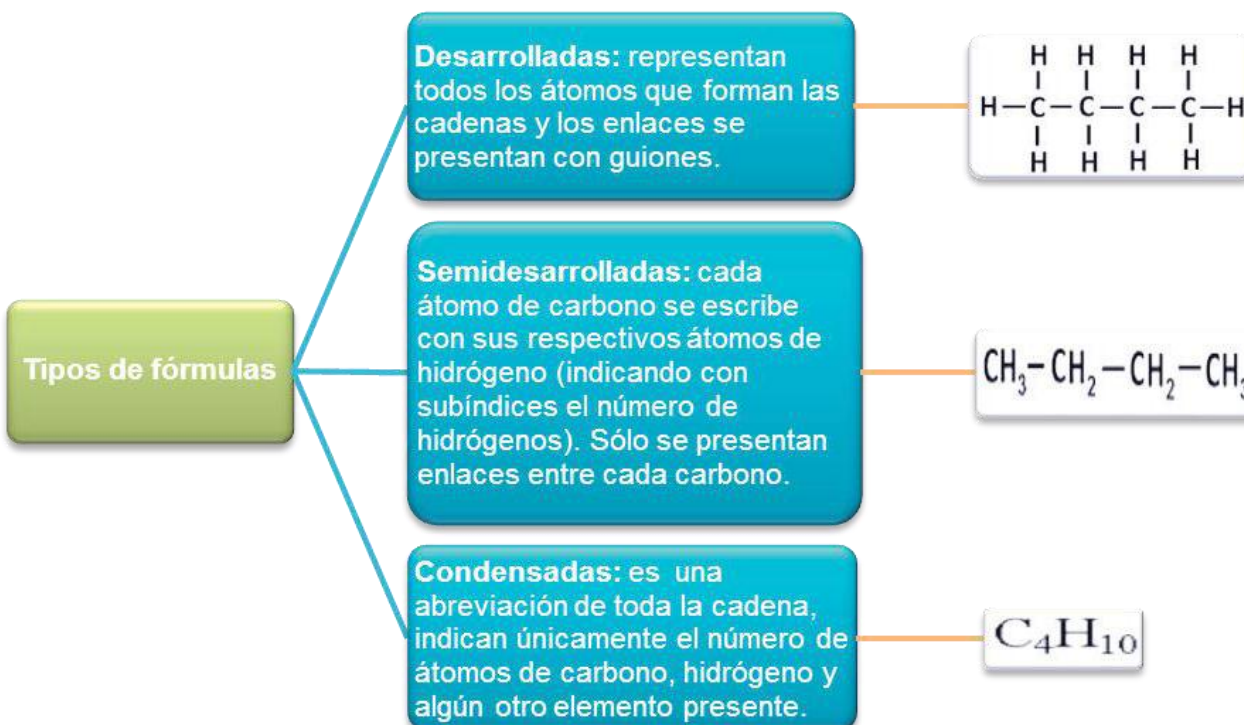 Tipos de fórmulas
Desarrolladas: representan
todos los átomos que forman las
cadenas y los enlaces se
presentan con guiones.
H H H H
H—C—C—C—C—H
H H H H
Semidesarrolladas: cada
átomo de carbono se escribe
con sus respectivos átomos de
hidrógeno (indicando con
subíndices el número de
hidrógenos). Sólo se presentan
enlaces entre cada carbono.
CH₃—CH₂—CH₂—CH₃
Condensadas: es una
abreviación de toda la cadena,
indican únicamente el número de
átomos de carbono, hidrógeno y
algún otro elemento presente.
C₄H₁₀